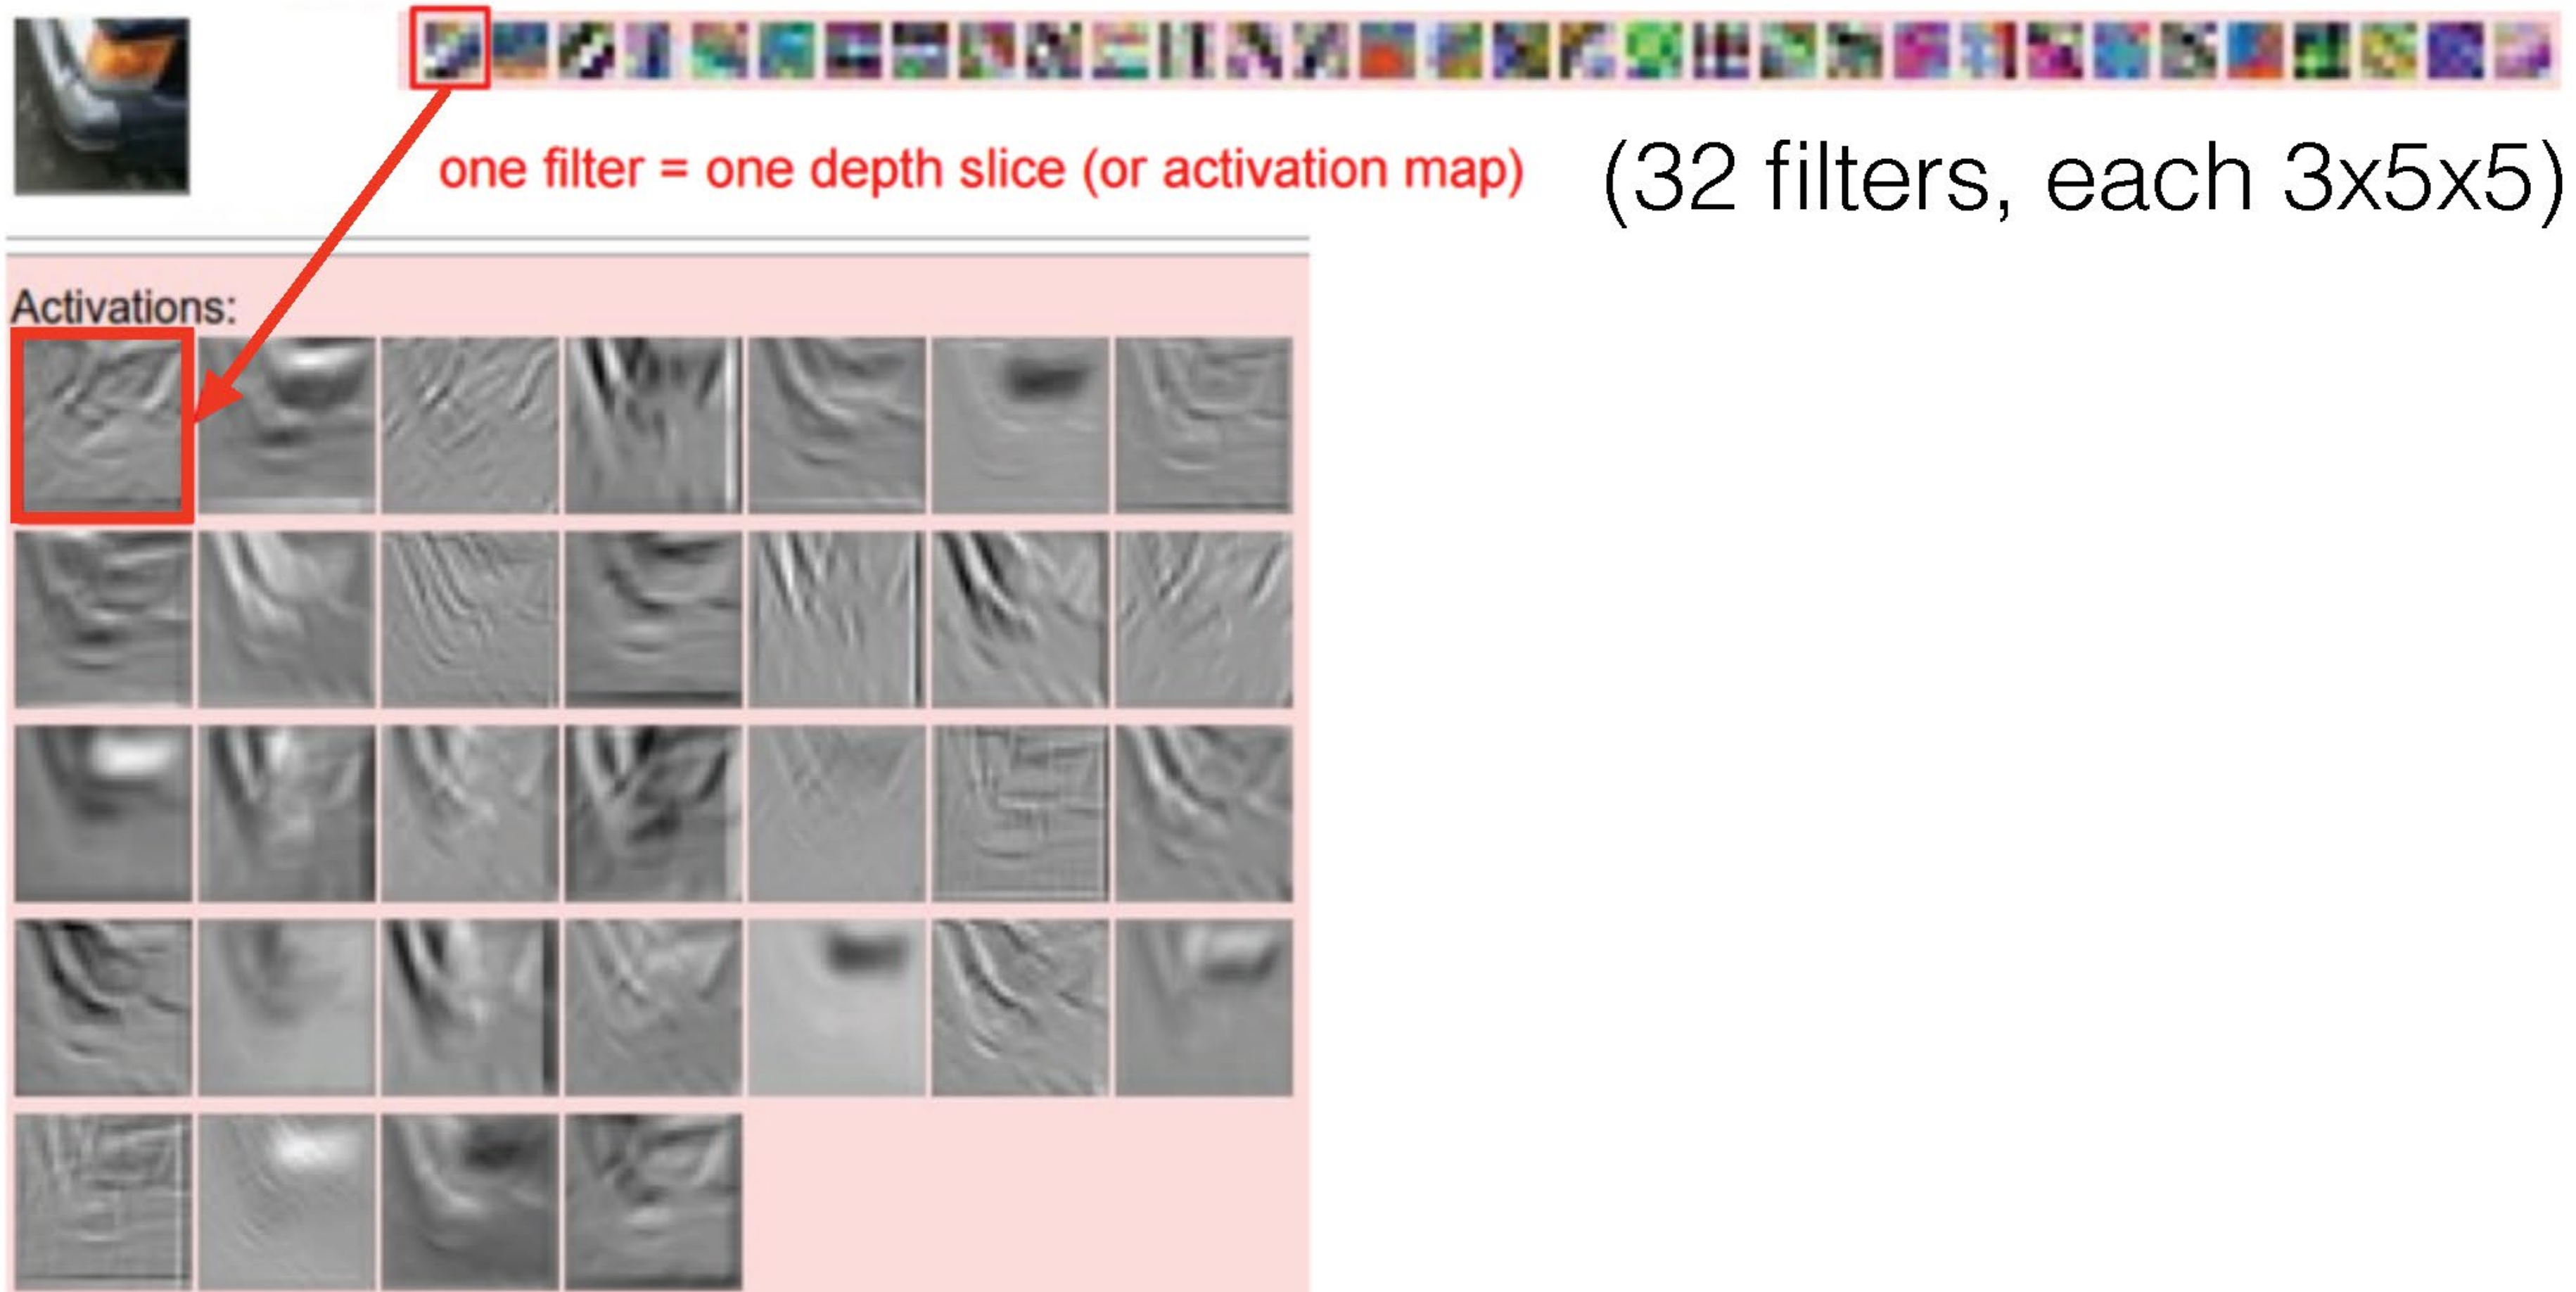 one filter = one depth slice (or activation map)
(32 filters, each 3x5x5)
Activations: